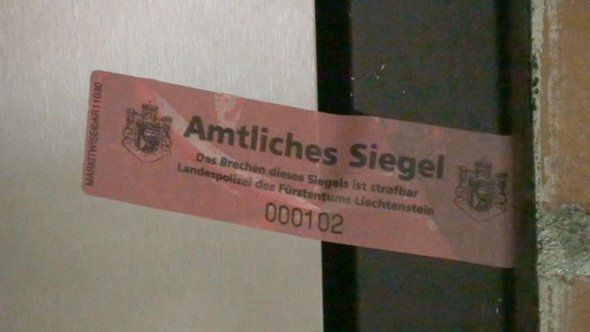 Amtliches Siegel
Das Brechen dieses Siegels ist strafbar
Landespolizei des Fürstentums Liechtenstein
000102